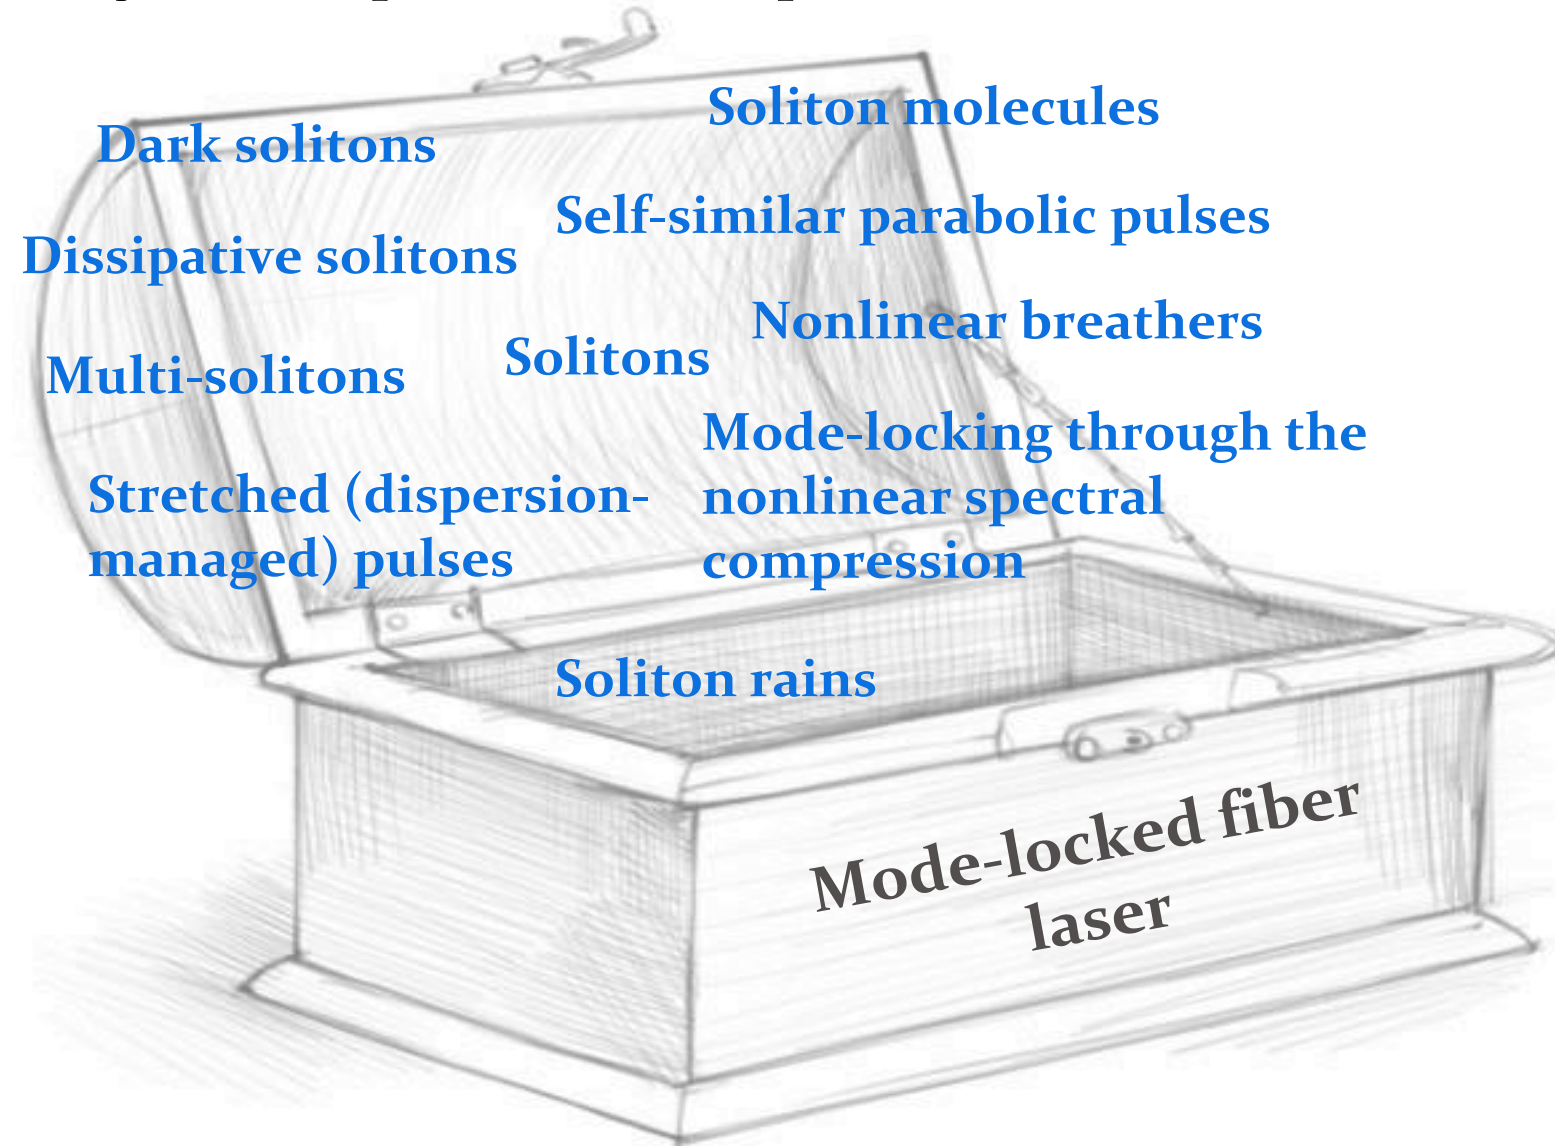 Soliton molecules
Dark solitons
Self-similar parabolic pulses
Dissipative solitons
Nonlinear breathers
Solitons
Multi-solitons
Mode-locking through the
nonlinear spectral
compression
Stretched (dispersion-
managed) pulses
Soliton rains
Mode-locked fiber
laser